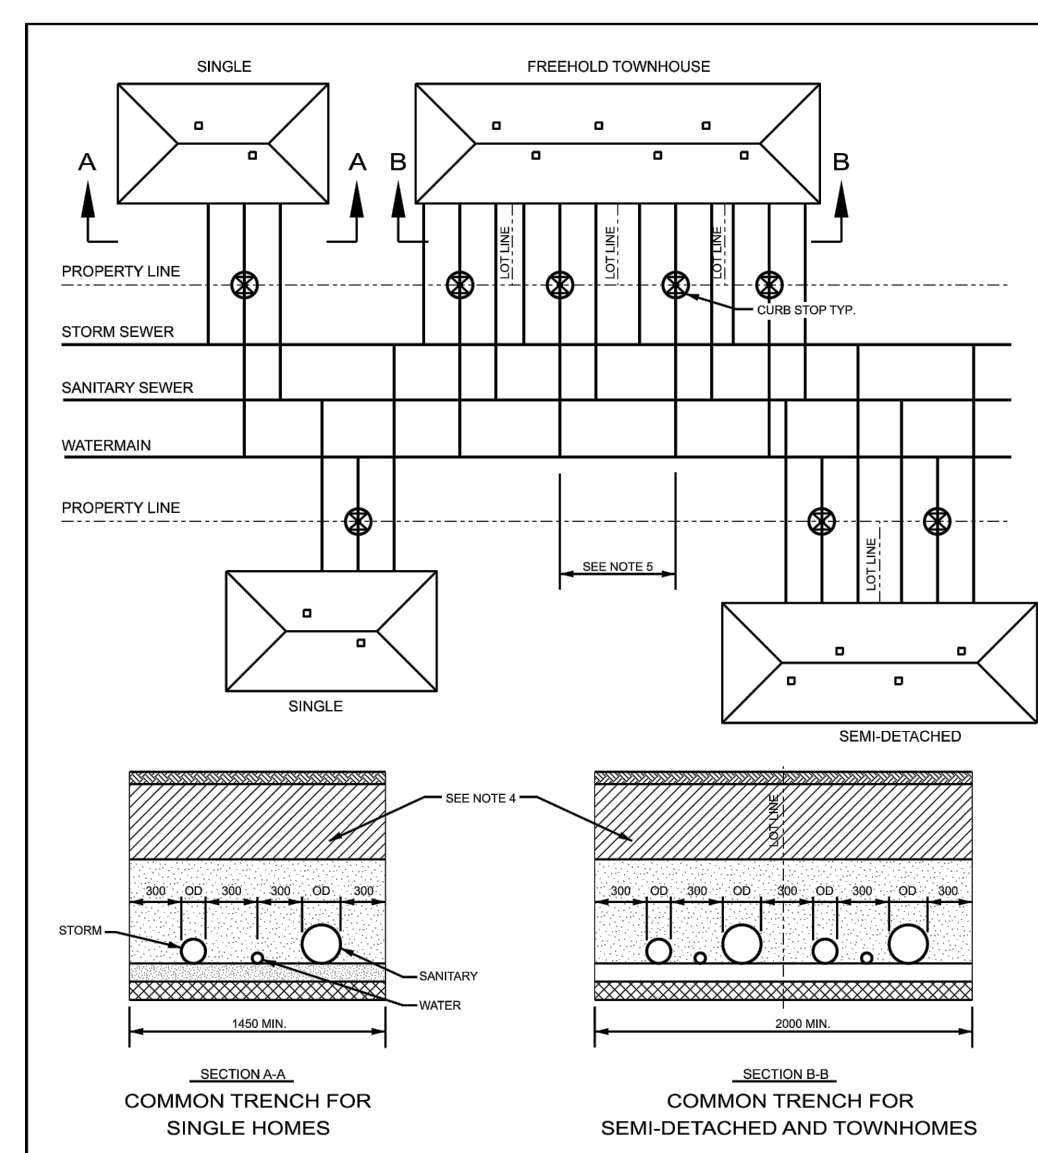 SINGLE
FREEHOLD TOWNHOUSE
A
A
B
B
LOT LINE
LOT LINE
LOT LINE
PROPERTY LINE
CURB STOP TYP.
STORM SEWER
SANITARY SEWER
WATERMAIN
PROPERTY LINE
SEE NOTE 5
LOT LINE
SINGLE
SEMI-DETACHED
SEE NOTE 4
LOT LINE
300 OD 300 300 OD 300
300 OD 300 OD 300 OD 300 OD 300
STORM
SANITARY
WATER
1450 MIN.
2000 MIN.
SECTION A-A
COMMON TRENCH FOR
SINGLE HOMES
SECTION B-B
COMMON TRENCH FOR
SEMI-DETACHED AND TOWNHOMES